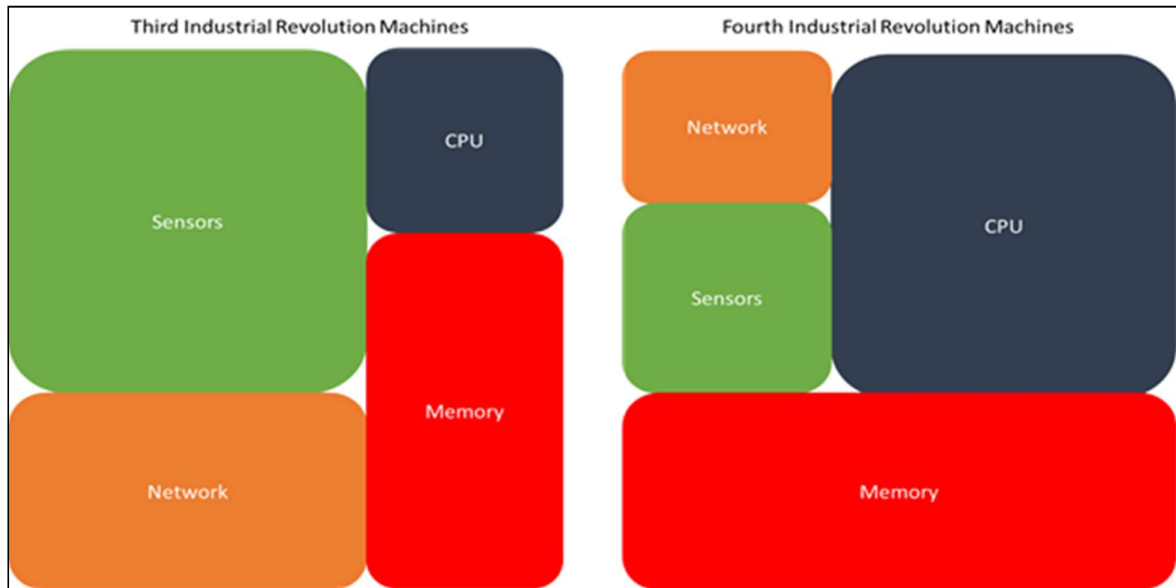 Third Industrial Revolution Machines
Sensors
CPU
Network
Memory
Fourth Industrial Revolution Machines
Network
CPU
Sensors
Memory